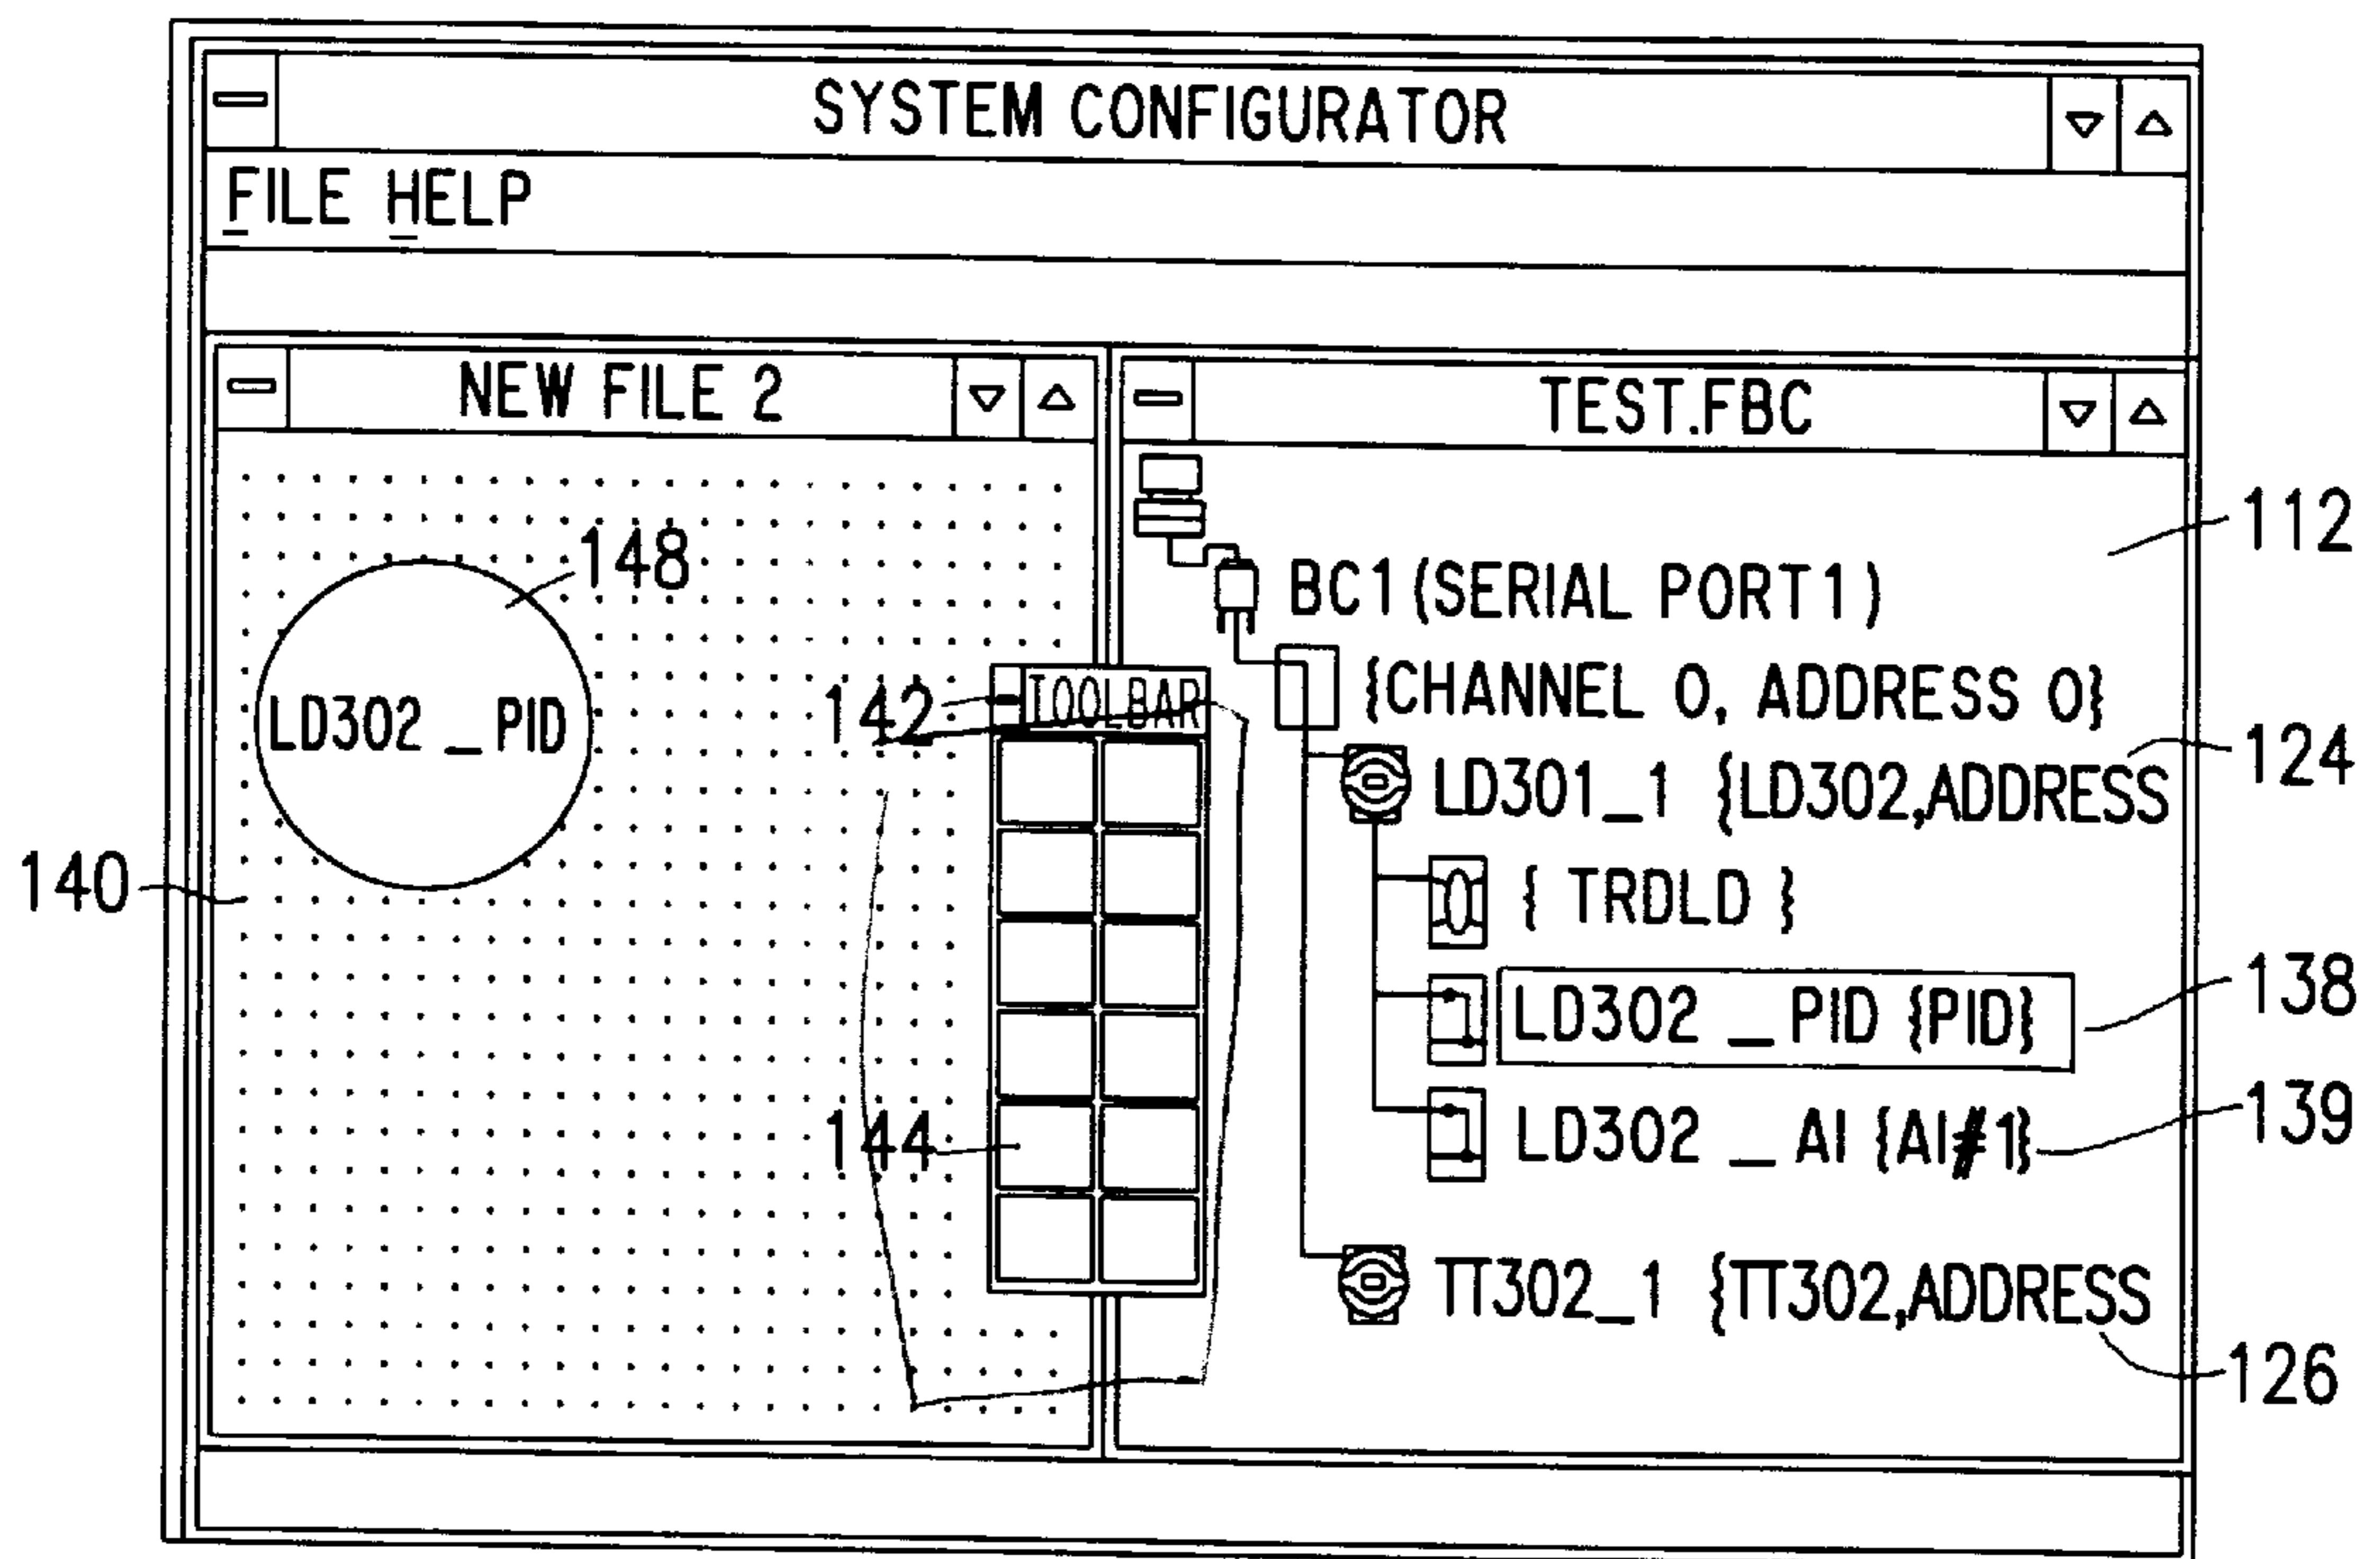 SYSTEM CONFIGURATOR
FILE HELP
NEW FILE 2
TEST.FBC
148
LD302 _ PID
140
142
TOOLBAR
144
112
BC1 (SERIAL PORT1)
{CHANNEL 0, ADDRESS 0}
124
LD301_1 {LD302,ADDRESS
{ TRDLD }
138
LD302 _ PID {PID}
139
LD302 _ AI {AI#1}
TT302_1 {TT302,ADDRESS
126